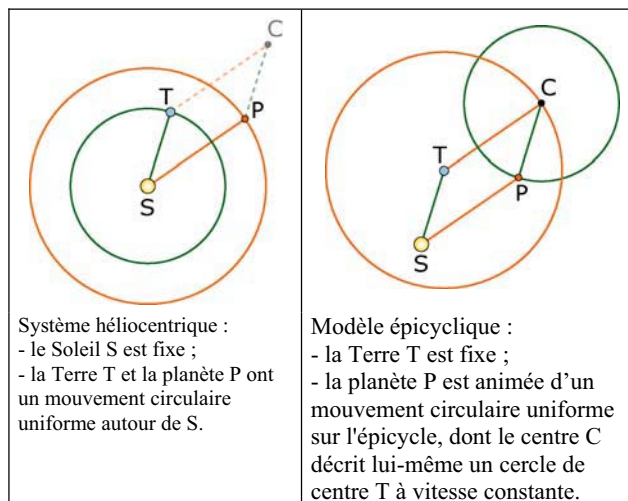 C
T
P
S
C
T
P
S
Système héliocentrique :
- le Soleil S est fixe ;
- la Terre T et la planète P ont
un mouvement circulaire
uniforme autour de S.
Modèle épicyclique :
- la Terre T est fixe ;
- la planète P est animée d’un
mouvement circulaire uniforme
sur l'épicycle, dont le centre C
décrit lui-même un cercle de
centre T à vitesse constante.